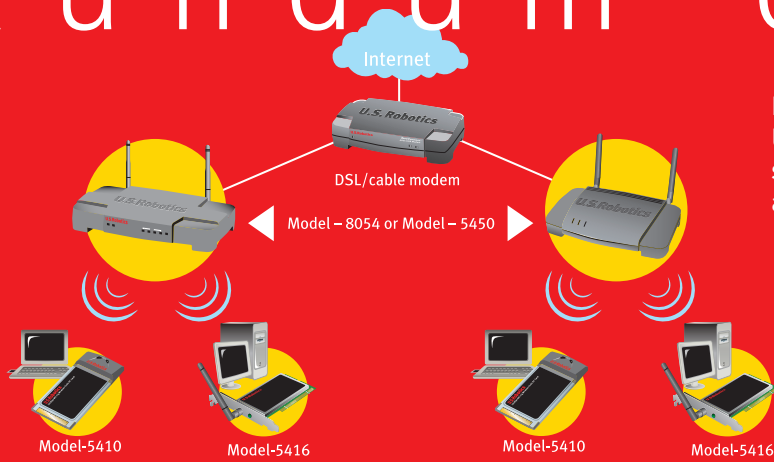 Internet
U.S. Robotics
DSL/cable modem
U.S. Robotics
U.S. Robotics
Model – 8054 or Model – 5450
Model-5410
Model-5416
Model-5410
Model-5416